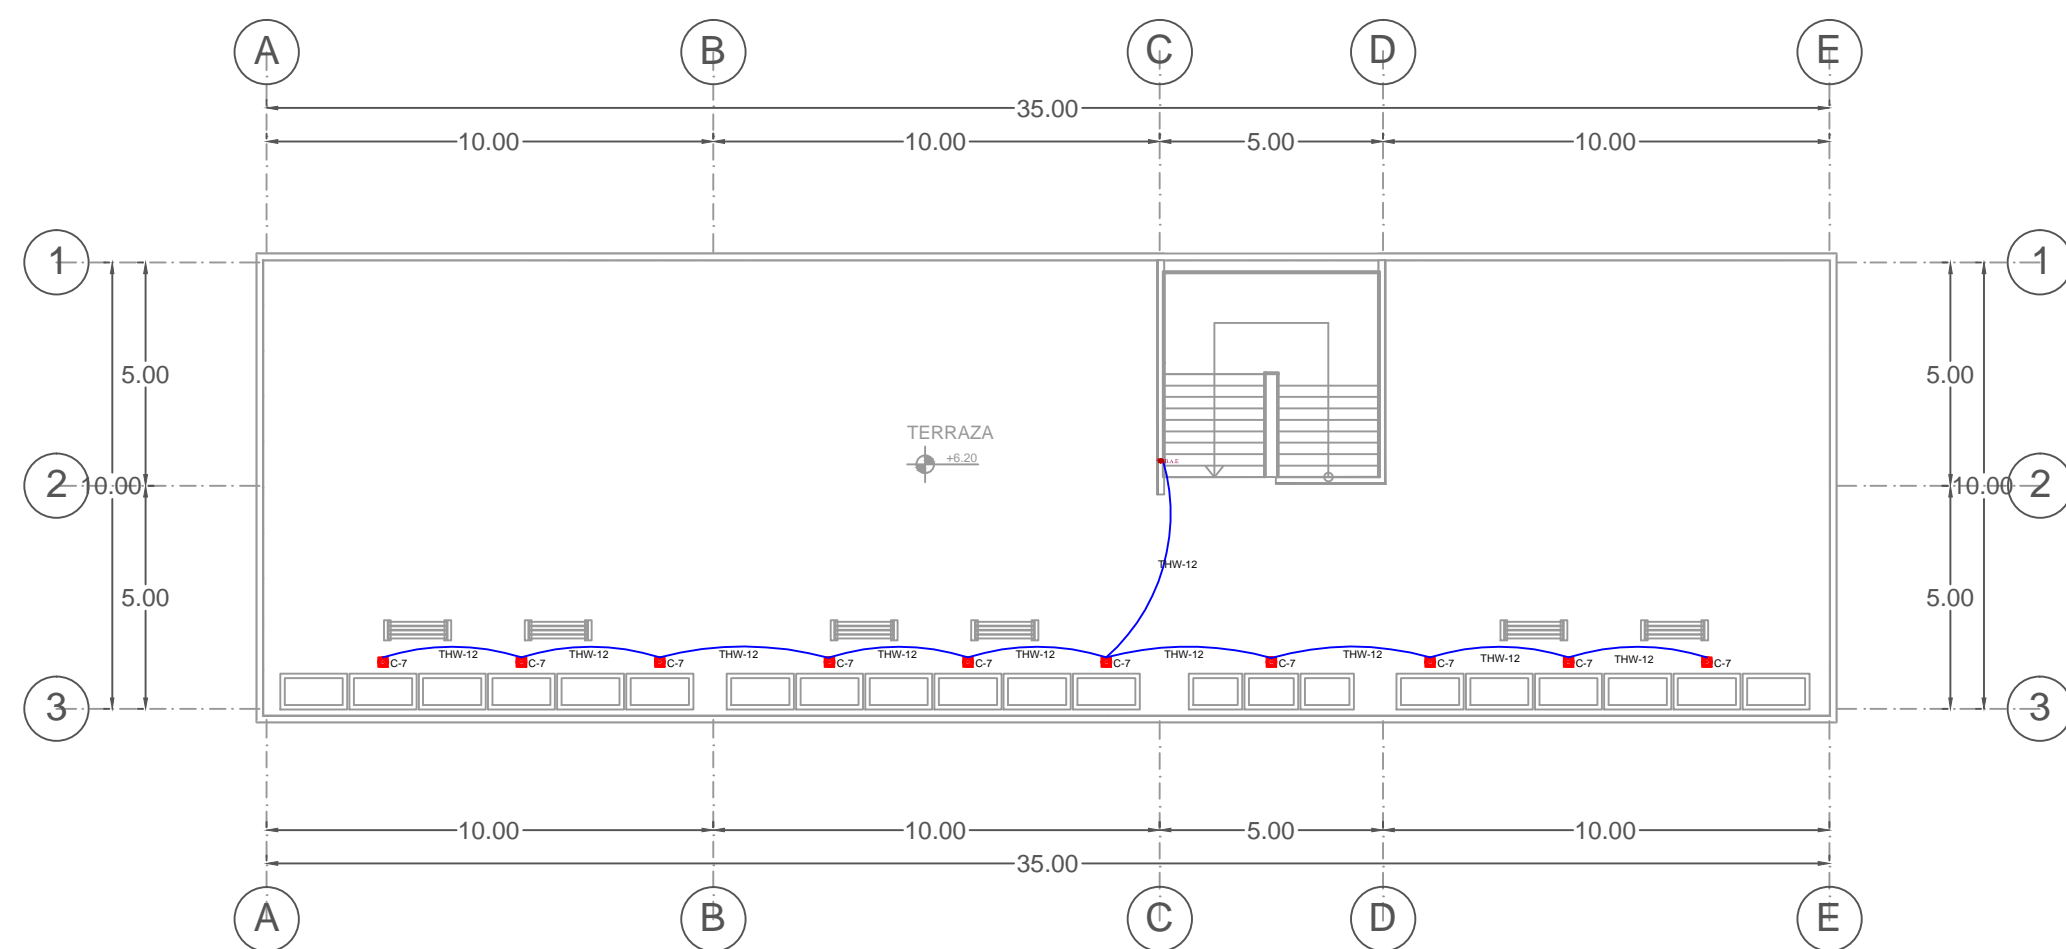 A B C D E
35.00
10.00 10.00 5.00 10.00
1 1
5.00 5.00
TERRAZA
+6.20
B.A.E
2 10.00 10.00 2
THW-12
5.00 5.00
THW-12 THW-12 THW-12 THW-12 THW-12 THW-12 THW-12 THW-12 THW-12
C-7 C-7 C-7 C-7 C-7 C-7 C-7 C-7 C-7 C-7
3 3
10.00 10.00 5.00 10.00
35.00
A B C D E